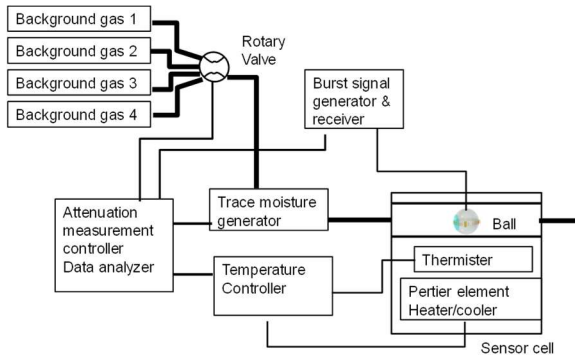 Background gas 1
Background gas 2
Background gas 3
Background gas 4
Rotary
Valve
Burst signal
generator &
receiver
Attenuation
measurement
controller
Data analyzer
Trace moisture
generator
Temperature
Controller
Ball
Thermister
Pertier element
Heater/cooler
Sensor cell